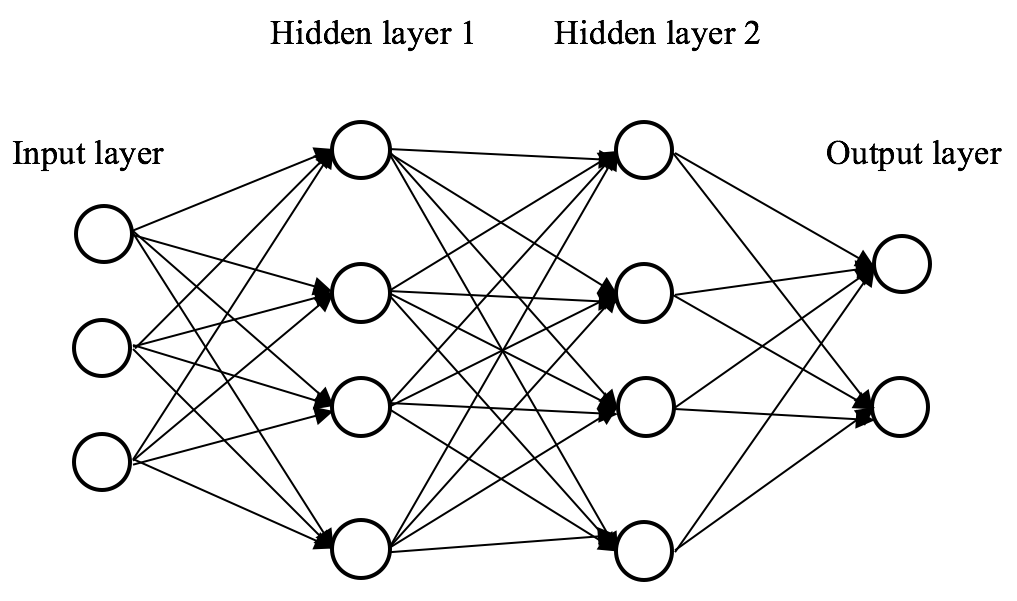 Hidden layer 1
Hidden layer 2
Input layer
Output layer